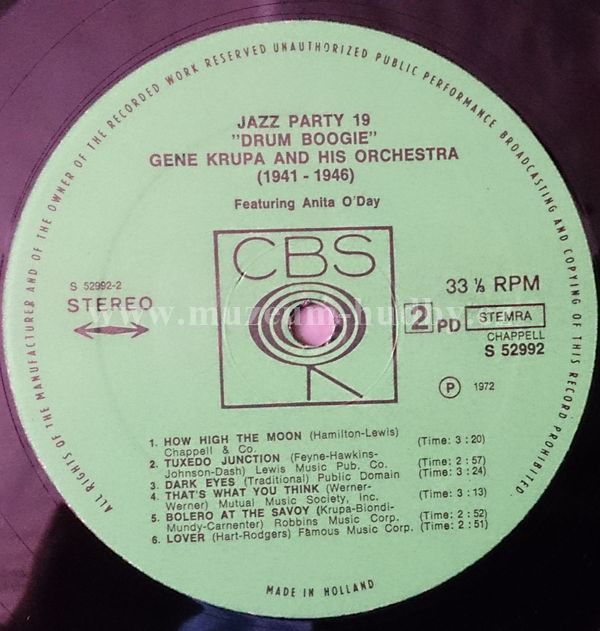 ALL RIGHTS OF THE MANUFACTURER AND OF THE OWNER OF THE RECORDED WORK RESERVED UNAUTHORIZED PUBLIC PERFORMANCE BROADCASTING AND COPYING OF THIS RECORD PROHIBITED
JAZZ PARTY 19
"DRUM BOOGIE"
GENE KRUPA AND HIS ORCHESTRA
(1941 - 1946)
Featuring Anita O'Day
CBS
S 52992-2
STEREO
33 ⅓ RPM
2 PD STEMRA
CHAPPELL
S 52992
Ⓟ 1972
1. HOW HIGH THE MOON (Hamilton-Lewis)
Chappell & Co. (Time: 3 : 20)
2. TUXEDO JUNCTION (Feyne-Hawkins-
Johnson-Dash) Lewis Music Pub. Co. (Time: 2 : 57)
3. DARK EYES (Traditional) Public Domain (Time: 3 : 24)
4. THAT'S WHAT YOU THINK (Werner-
Werner) Mutual Music Society, Inc. (Time: 3 : 13)
5. BOLERO AT THE SAVOY (Krupa-Biondi-
Mundy-Carnenter) Robbins Music Corp. (Time: 2 : 52)
6. LOVER (Hart-Rodgers) Famous Music Corp. (Time: 2 : 51)
MADE IN HOLLAND